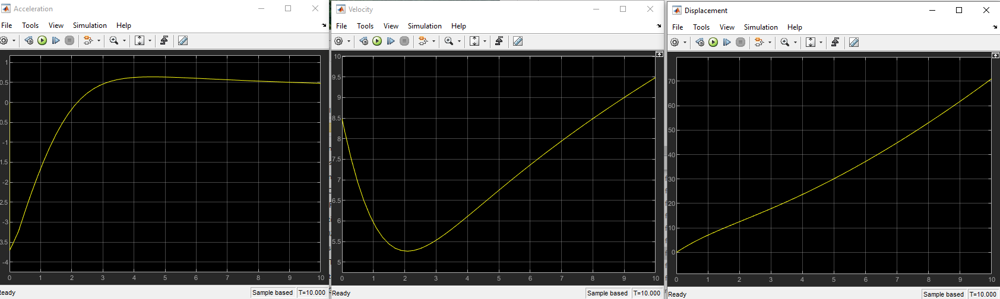 Acceleration
File Tools View Simulation Help
1
0.5
0
0.5
-1
1.5
-2
2.5
-3
3.5
-4
0 1 2 3 4 5 6 7 8 9 10
Ready
Sample based T=10.000
Velocity
File Tools View Simulation Help
10
9.5
9
8.5
8
7.5
7
6.5
6
5.5
5
0 1 2 3 4 5 6 7 8 9 10
Ready
Sample based T=10.000
Displacement
File Tools View Simulation Help
70
60
50
40
30
20
10
0
0 1 2 3 4 5 6 7 8 9 10
Ready
Sample based T=10.000